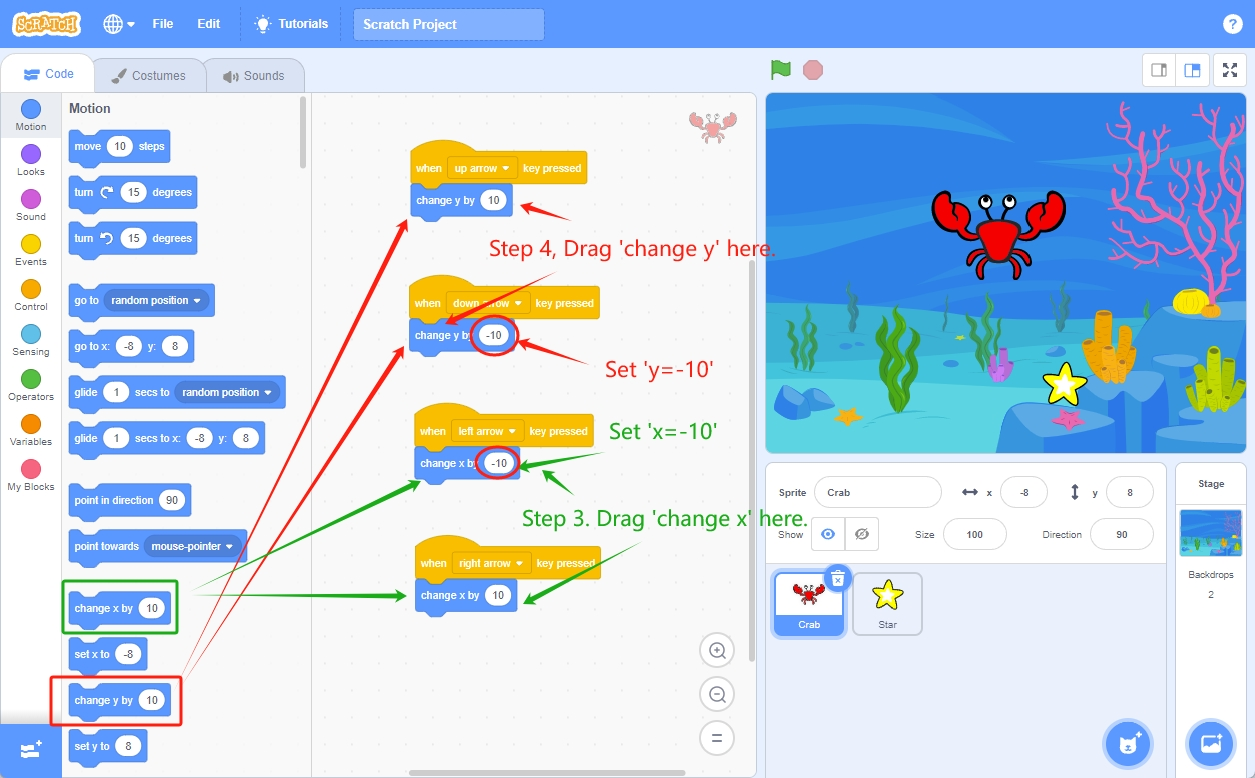 SCRATCH
File Edit Tutorials Scratch Project ?
Code Costumes Sounds
Motion
Looks
Sound
Events
Control
Sensing
Operators
Variables
My Blocks
Motion
move 10 steps
turn 15 degrees
turn 15 degrees
go to random position
go to x: -8 y: 8
glide 1 secs to random position
glide 1 secs to x: -8 y: 8
point in direction 90
point towards mouse-pointer
change x by 10
set x to -8
change y by 10
set y to 8
when up arrow key pressed
change y by 10
Step 4, Drag 'change y' here.
when down arrow key pressed
change y by -10
Set 'y=-10'
when left arrow key pressed
Set 'x=-10'
change x by -10
Step 3. Drag 'change x' here.
when right arrow key pressed
change x by 10
Sprite Crab x -8 y 8
Show Size 100 Direction 90
Crab
Star
Stage
Backdrops
2